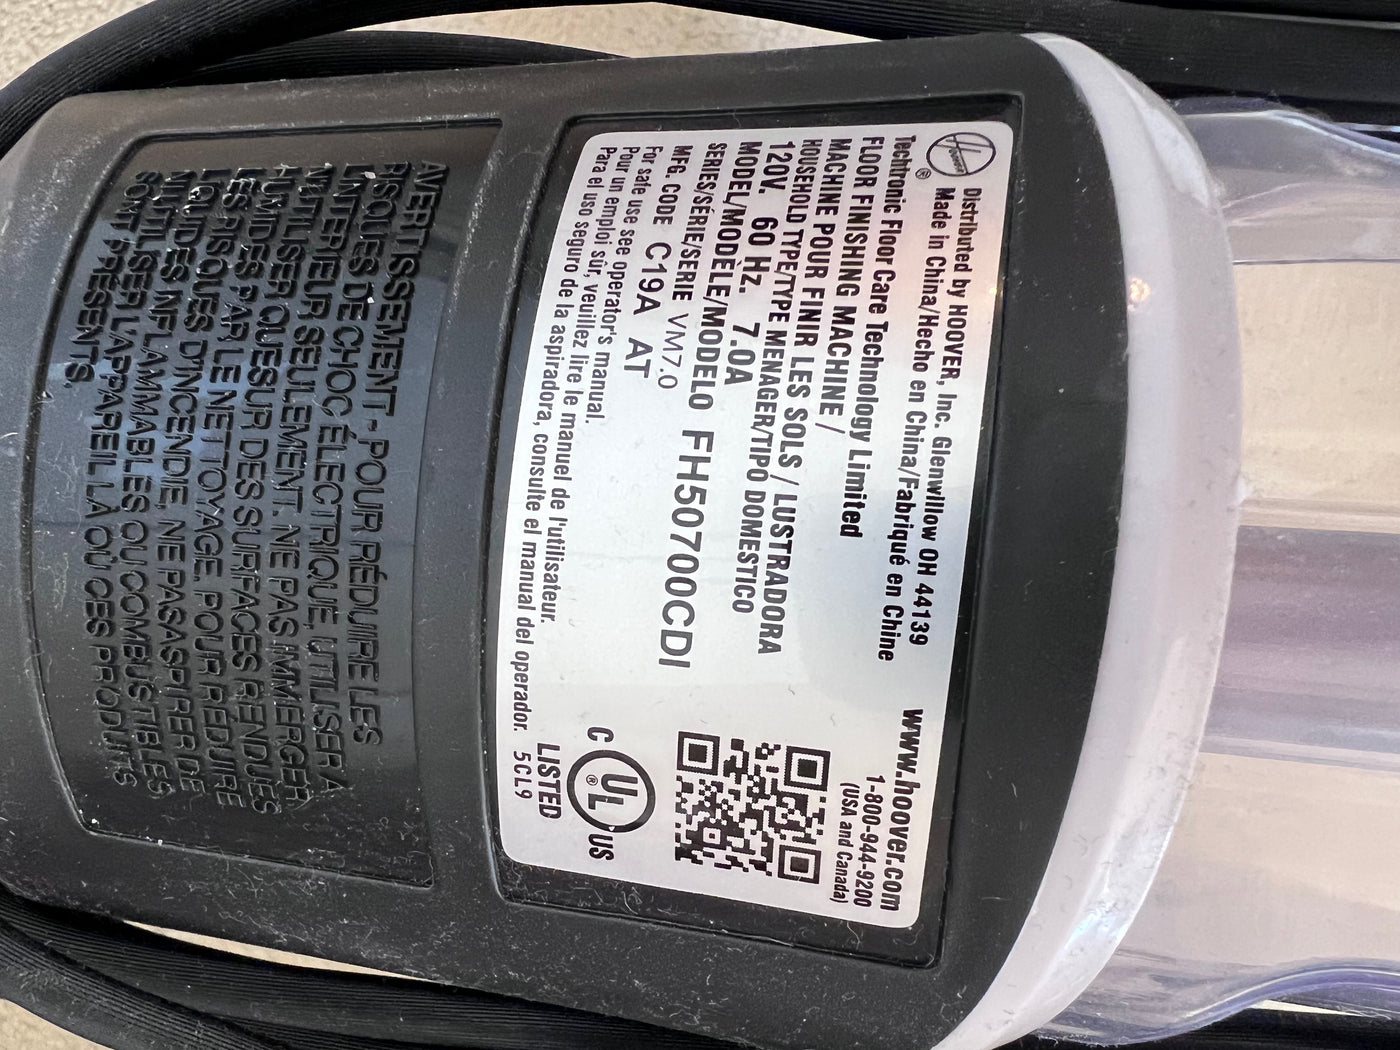 Hoover
®
Distributed by HOOVER, Inc. Glenwillow OH 44139
Made in China/Hecho en China/Fabriqué en Chine
www.hoover.com
1-800-944-9200
(USA and Canada)
Techtronic Floor Care Technology Limited
FLOOR FINISHING MACHINE /
MACHINE POUR FINIR LES SOLS / LUSTRADORA
HOUSEHOLD TYPE/TYPE MENAGER/TIPO DOMESTICO
120V. 60 Hz. 7.0A
MODEL/MODÈLE/MODELO FH50700CDI
SERIES/SÉRIE/SERIE VM7.0
MFG. CODE C19A AT
For safe use see operator's manual.
Pour un emploi sûr, veuillez lire le manuel de l'utilisateur.
Para el uso seguro de la aspiradora, consulte el manual del operador.
C UL ® US
LISTED
5CL9
AVERTISSEMENT - POUR RÉDUIRE LES
RISQUES DE CHOC ÉLECTRIQUE, UTILISER À
L'INTÉRIEUR SEULEMENT. NE PAS IMMERGER.
N'UTILISER QUE SUR DES SURFACES RENDUES
HUMIDES PAR LE NETTOYAGE. POUR RÉDUIRE
LES RISQUES D'INCENDIE, NE PAS ASPIRER DE
LIQUIDES INFLAMMABLES OU COMBUSTIBLES
NI UTILISER L'APPAREIL LÀ OÙ CES PRODUITS
SONT PRÉSENTS.